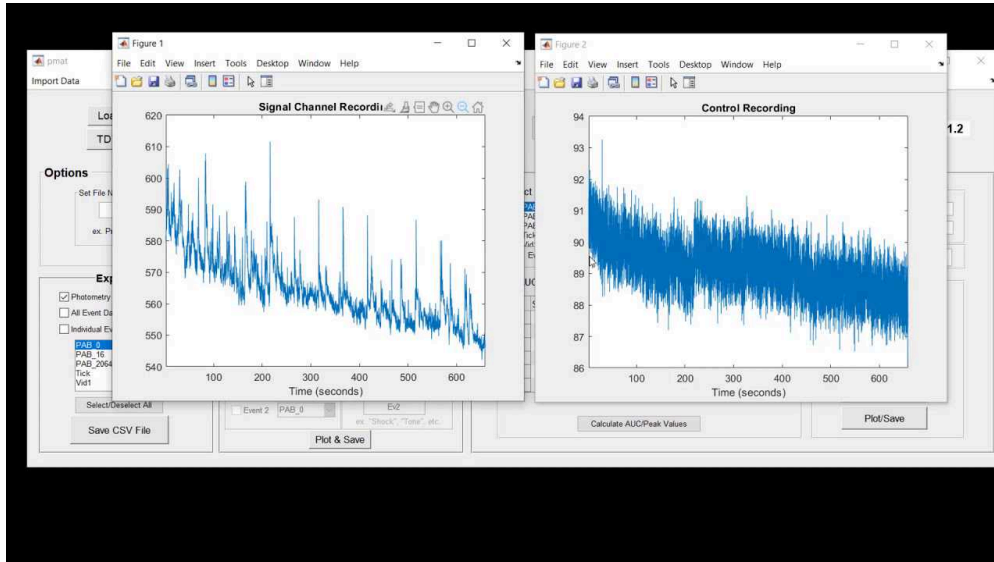 pmat
Import Data
Options
Set File N
Exp
Photometry
All Event Da
Individual Ev
PAB_0
PAB_16
PAB_2064
Tick
Vid1
Select/Deselect All
Save CSV File
Figure 1
File Edit View Insert Tools Desktop Window Help
Signal Channel Recordi
620
610
600
590
580
570
560
550
540
100 200 300 400 500 600
Time (seconds)
Event 2 PAB_0 Ev2
ex. "Shock", "Tone", etc.
Plot & Save
Figure 2
File Edit View Insert Tools Desktop Window Help
Control Recording
94
93
92
91
90
89
88
87
86
100 200 300 400 500 600
Time (seconds)
Calculate AUC/Peak Values
1.2
Plot/Save